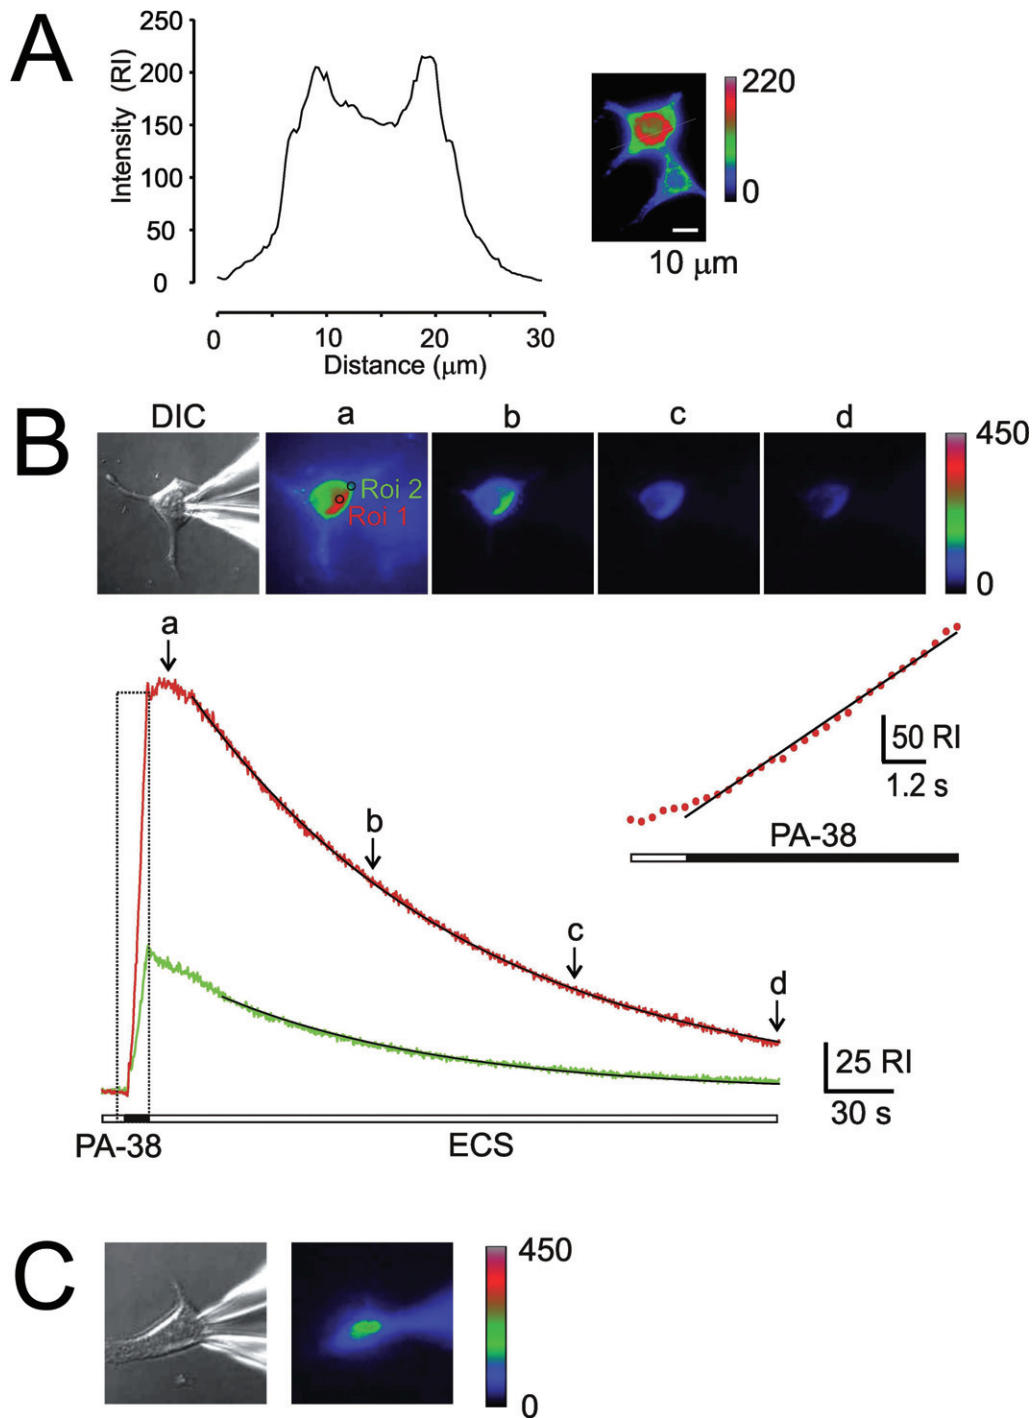 A
Intensity (RI)
250
200
150
100
50
0
0
10
20
30
Distance (μm)
220
0
10 μm
B
DIC
a
b
c
d
Roi 2
Roi 1
450
0
a
b
c
d
50 RI
1.2 s
PA-38
25 RI
30 s
PA-38
ECS
C
450
0